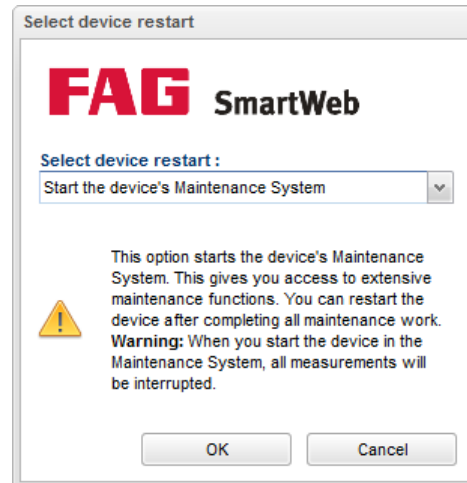 Select device restart
FAG SmartWeb
Select device restart :
Start the device's Maintenance System
This option starts the device's Maintenance
System. This gives you access to extensive
maintenance functions. You can restart the
device after completing all maintenance work.
Warning: When you start the device in the
Maintenance System, all measurements will
be interrupted.
OK Cancel